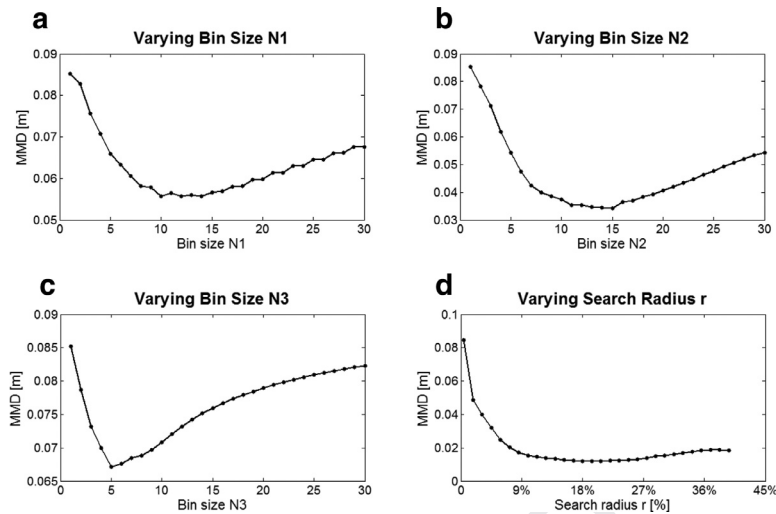 a
Varying Bin Size N1
0.09
0.08
0.07
0.06
0.05
MMD [m]
0 5 10 15 20 25 30
Bin size N1
b
Varying Bin Size N2
0.09
0.08
0.07
0.06
0.05
0.04
0.03
MMD [m]
0 5 10 15 20 25 30
Bin size N2
c
Varying Bin Size N3
0.09
0.085
0.08
0.075
0.07
0.065
MMD [m]
0 5 10 15 20 25 30
Bin size N3
d
Varying Search Radius r
0.1
0.08
0.06
0.04
0.02
0
MMD [m]
0 9% 18% 27% 36% 45%
Search radius r [%]